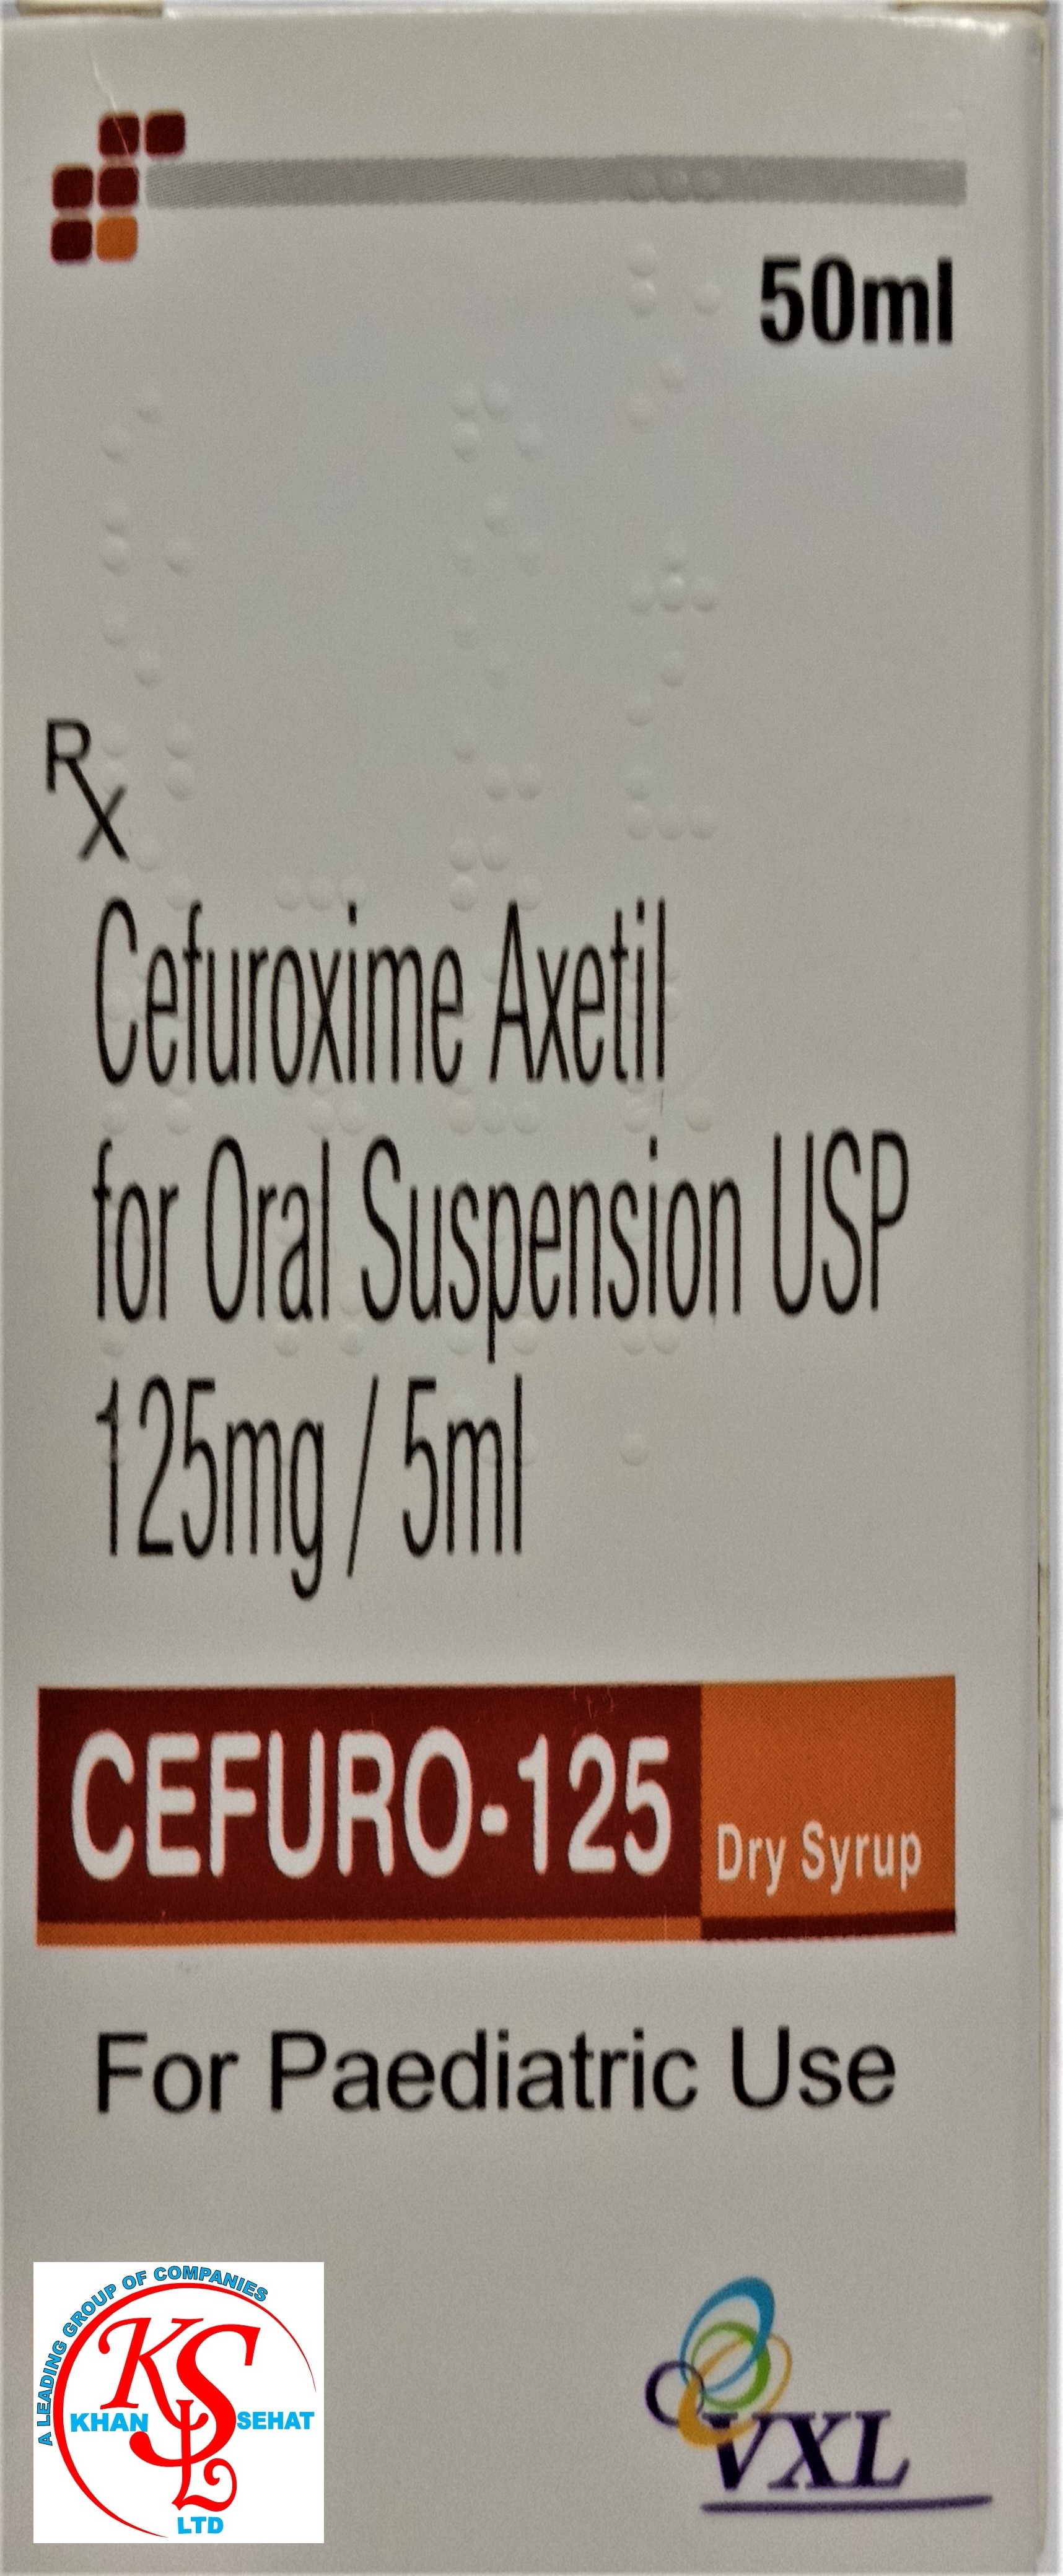 50ml
Rx
Cefuroxime Axetil
for Oral Suspension USP
125mg / 5ml
CEFURO-125
Dry Syrup
For Paediatric Use
A LEADING GROUP OF COMPANIES
KSL
KHAN SEHAT
LTD
VXL